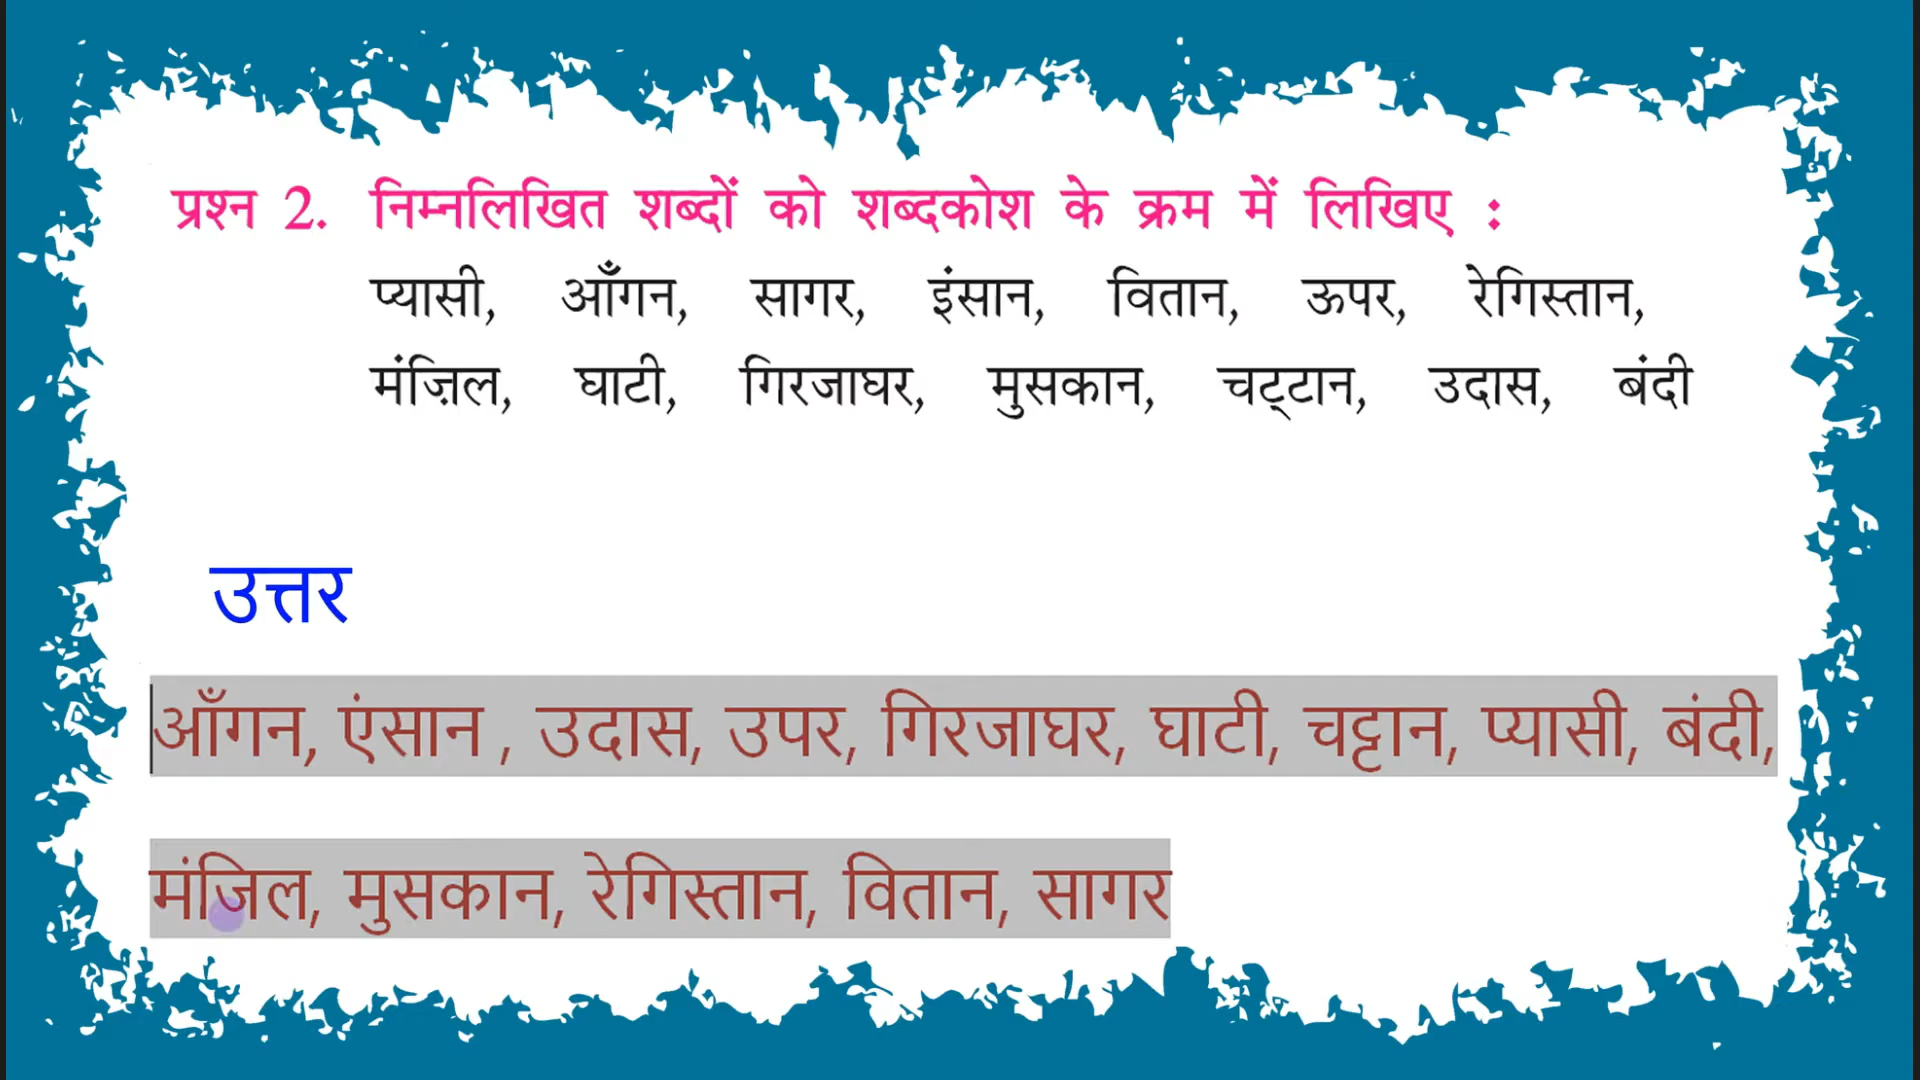 प्रश्न 2. निम्नलिखित शब्दों को शब्दकोश के क्रम में लिखिए :
प्यासी, आँगन, सागर, इंसान, वितान, ऊपर, रेगिस्तान,
मंज़िल, घाटी, गिरजाघर, मुसकान, चट्‌टान, उदास, बंदी
उत्तर
आँगन, एंसान , उदास, उपर, गिरजाघर, घाटी, चट्टान, प्यासी, बंदी,
मंजिल, मुसकान, रेगिस्तान, वितान, सागर